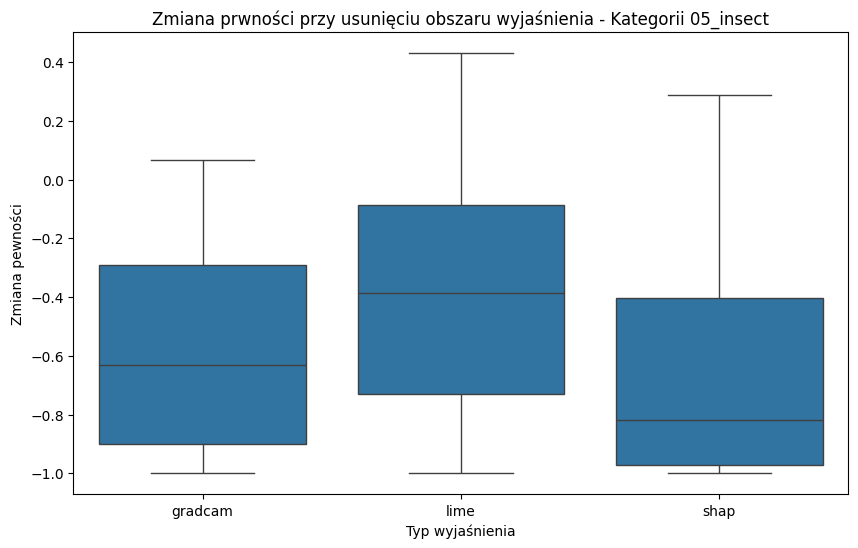 Zmiana prwności przy usunięciu obszaru wyjaśnienia - Kategorii 05_insect
Zmiana pewności
0.4
0.2
0.0
−0.2
−0.4
−0.6
−0.8
−1.0
gradcam lime shap
Typ wyjaśnienia